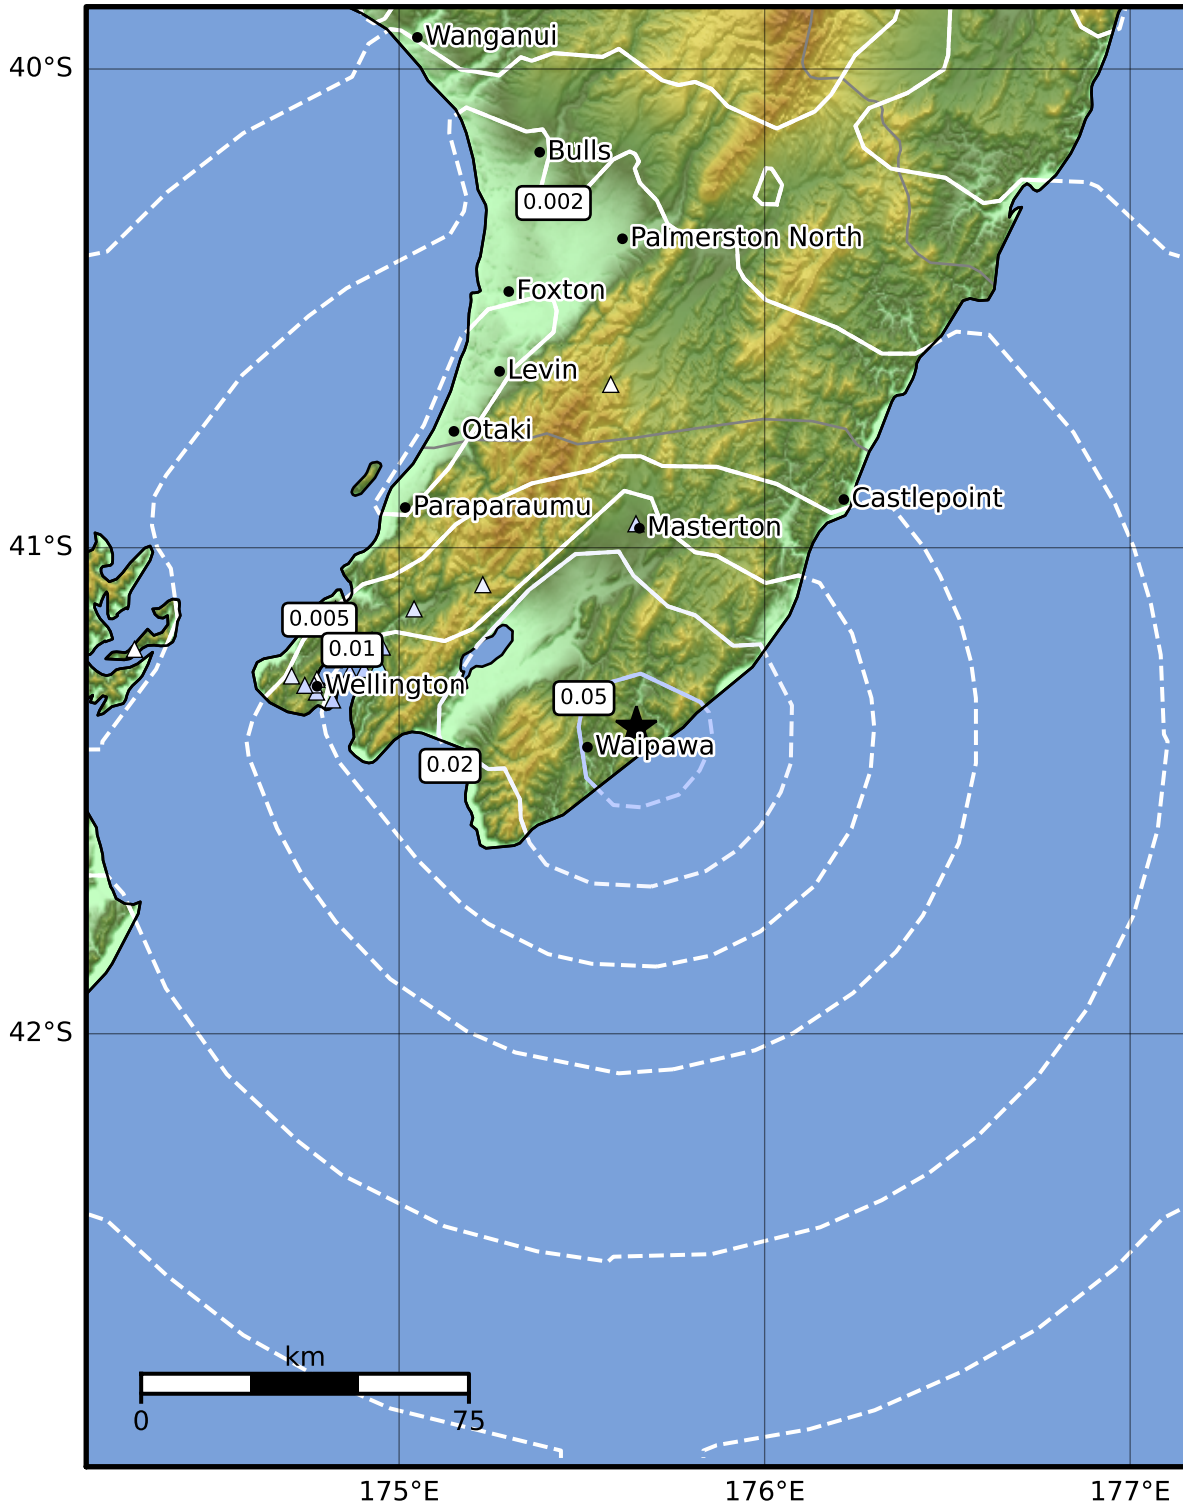 Wanganui
40°S
Bulls
0.002
Palmerston North
Foxton
Levin
Otaki
Castlepoint
Paraparaumu
Masterton
41°S
0.005
0.01
Wellington
0.05
Waipawa
0.02
42°S
km
0 75
175°E 176°E 177°E